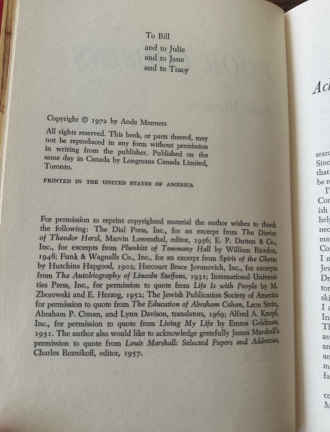 To Bill
and to Julie
and to Jane
and to Tracy
Copyright © 1972 by Ande Manners
All rights reserved. This book, or parts thereof, may
not be reproduced in any form without permission
in writing from the publisher. Published on the
same day in Canada by Longmans Canada Limited,
Toronto.
PRINTED IN THE UNITED STATES OF AMERICA
For permission to reprint copyrighted material the author wishes to thank
the following: The Dial Press, Inc., for an excerpt from The Diaries
of Theodor Herzl, Marvin Lowenthal, editor, 1956; E. P. Dutton & Co.,
Inc., for excerpts from Plunkitt of Tammany Hall by William Riordon,
1948; Funk & Wagnalls Co., Inc., for an excerpt Spirit of the Ghetto
by Hutchins Hapgood, 1902; Harcourt Brace Jovanovich, Inc., for excerpts
from The Autobiography of Lincoln Steffens, 1931; International Universi-
ties Press, Inc., for permission to quote from Life Is with People by M.
Zborowski and E. Herzog, 1952; The Jewish Publication Society of America
for permission to quote from The Education of Abraham Cahan, Leon Stein,
Abraham P. Conan, and Lynn Davison, translators, 1969; Alfred A. Knopf,
Inc., for permission to quote from Living My Life by Emma Goldman,
1931. The author also would like to acknowledge gratefully James Marshall's
permission to quote from Louis Marshall: Selected Papers and Addresses,
Charles Reznikoff, editor, 1957.